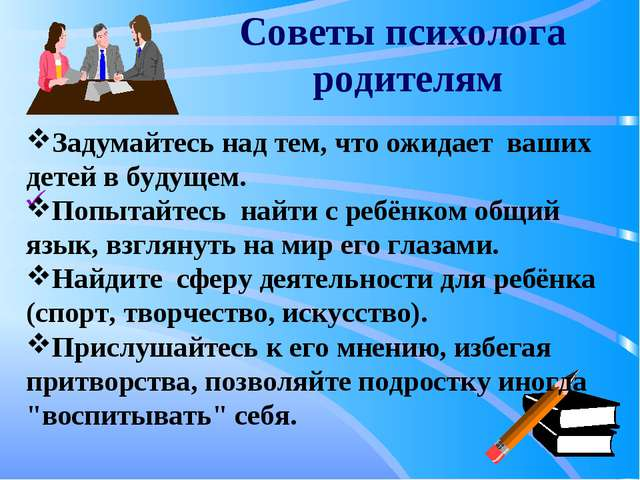 Советы психолога
родителям
❖Задумайтесь над тем, что ожидает ваших
детей в будущем.
❖Попытайтесь найти с ребёнком общий
язык, взглянуть на мир его глазами.
❖Найдите сферу деятельности для ребёнка
(спорт, творчество, искусство).
❖Прислушайтесь к его мнению, избегая
притворства, позволяйте подростку иногда
"воспитывать" себя.